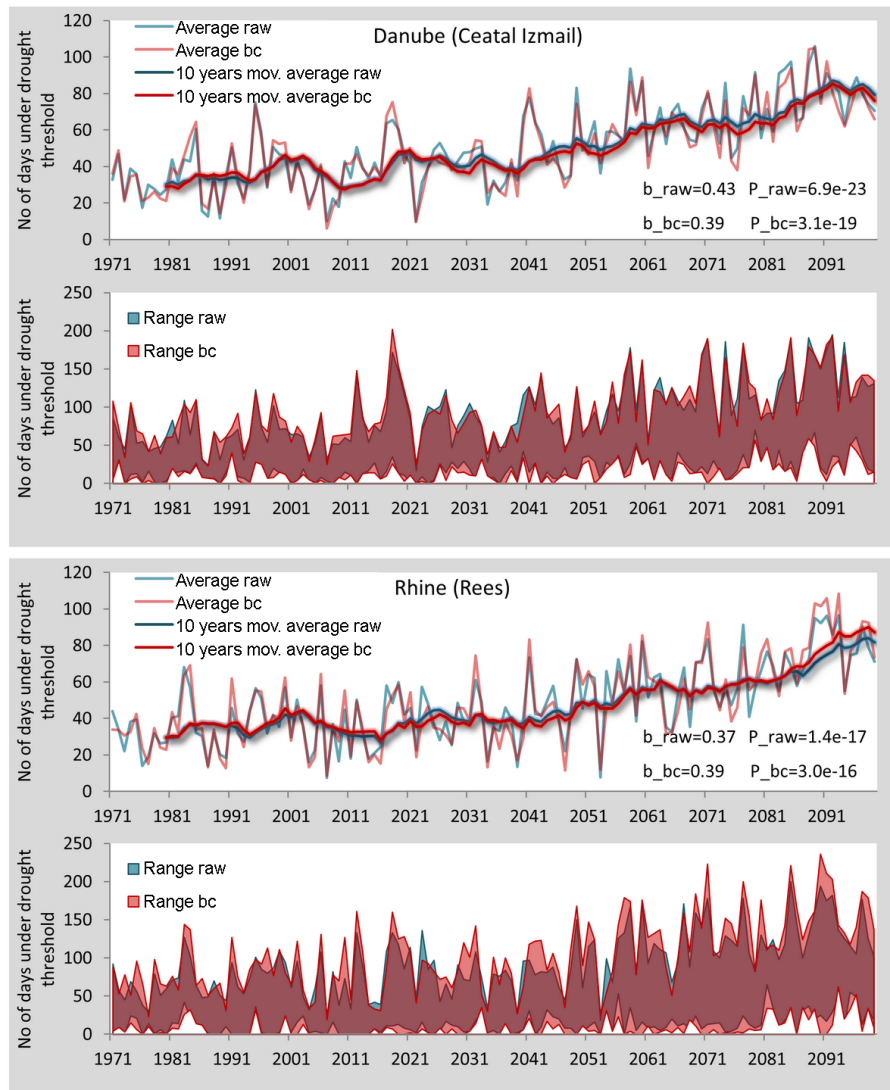 Danube (Ceatal Izmail)
Average raw
Average bc
10 years mov. average raw
10 years mov. average bc
No of days under drought
threshold
120
100
80
60
40
20
0
b_raw=0.43 P_raw=6.9e-23
b_bc=0.39 P_bc=3.1e-19
1971 1981 1991 2001 2011 2021 2031 2041 2051 2061 2071 2081 2091
Range raw
Range bc
No of days under drought
threshold
250
200
150
100
50
0
1971 1981 1991 2001 2011 2021 2031 2041 2051 2061 2071 2081 2091
Rhine (Rees)
Average raw
Average bc
10 years mov. average raw
10 years mov. average bc
No of days under drought
threshold
120
100
80
60
40
20
0
b_raw=0.37 P_raw=1.4e-17
b_bc=0.39 P_bc=3.0e-16
1971 1981 1991 2001 2011 2021 2031 2041 2051 2061 2071 2081 2091
Range raw
Range bc
No of days under drought
threshold
250
200
150
100
50
0
1971 1981 1991 2001 2011 2021 2031 2041 2051 2061 2071 2081 2091